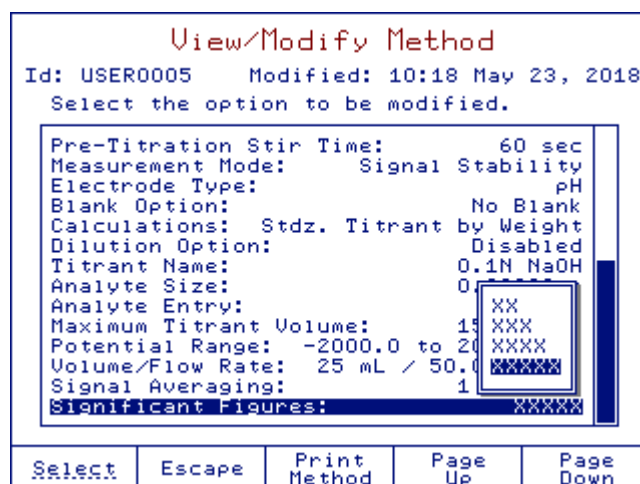 View/Modify Method
Id: USER0005 Modified: 10:18 May 23, 2018
Select the option to be modified.
Pre-Titration Stir Time: 60 sec
Measurement Mode: Signal Stability
Electrode Type: pH
Blank Option: No Blank
Calculations: Stdz. Titrant by Weight
Dilution Option: Disabled
Titrant Name: 0.1N NaOH
Analyte Size:
Analyte Entry:
Maximum Titrant Volume:
Potential Range: -2000.0 to
Volume/Flow Rate: 25 mL /
Signal Averaging: 1
Significant Figures: XXXXX
XX
XXX
XXXX
XXXXX
Select Escape Print Method Page Up Page Down